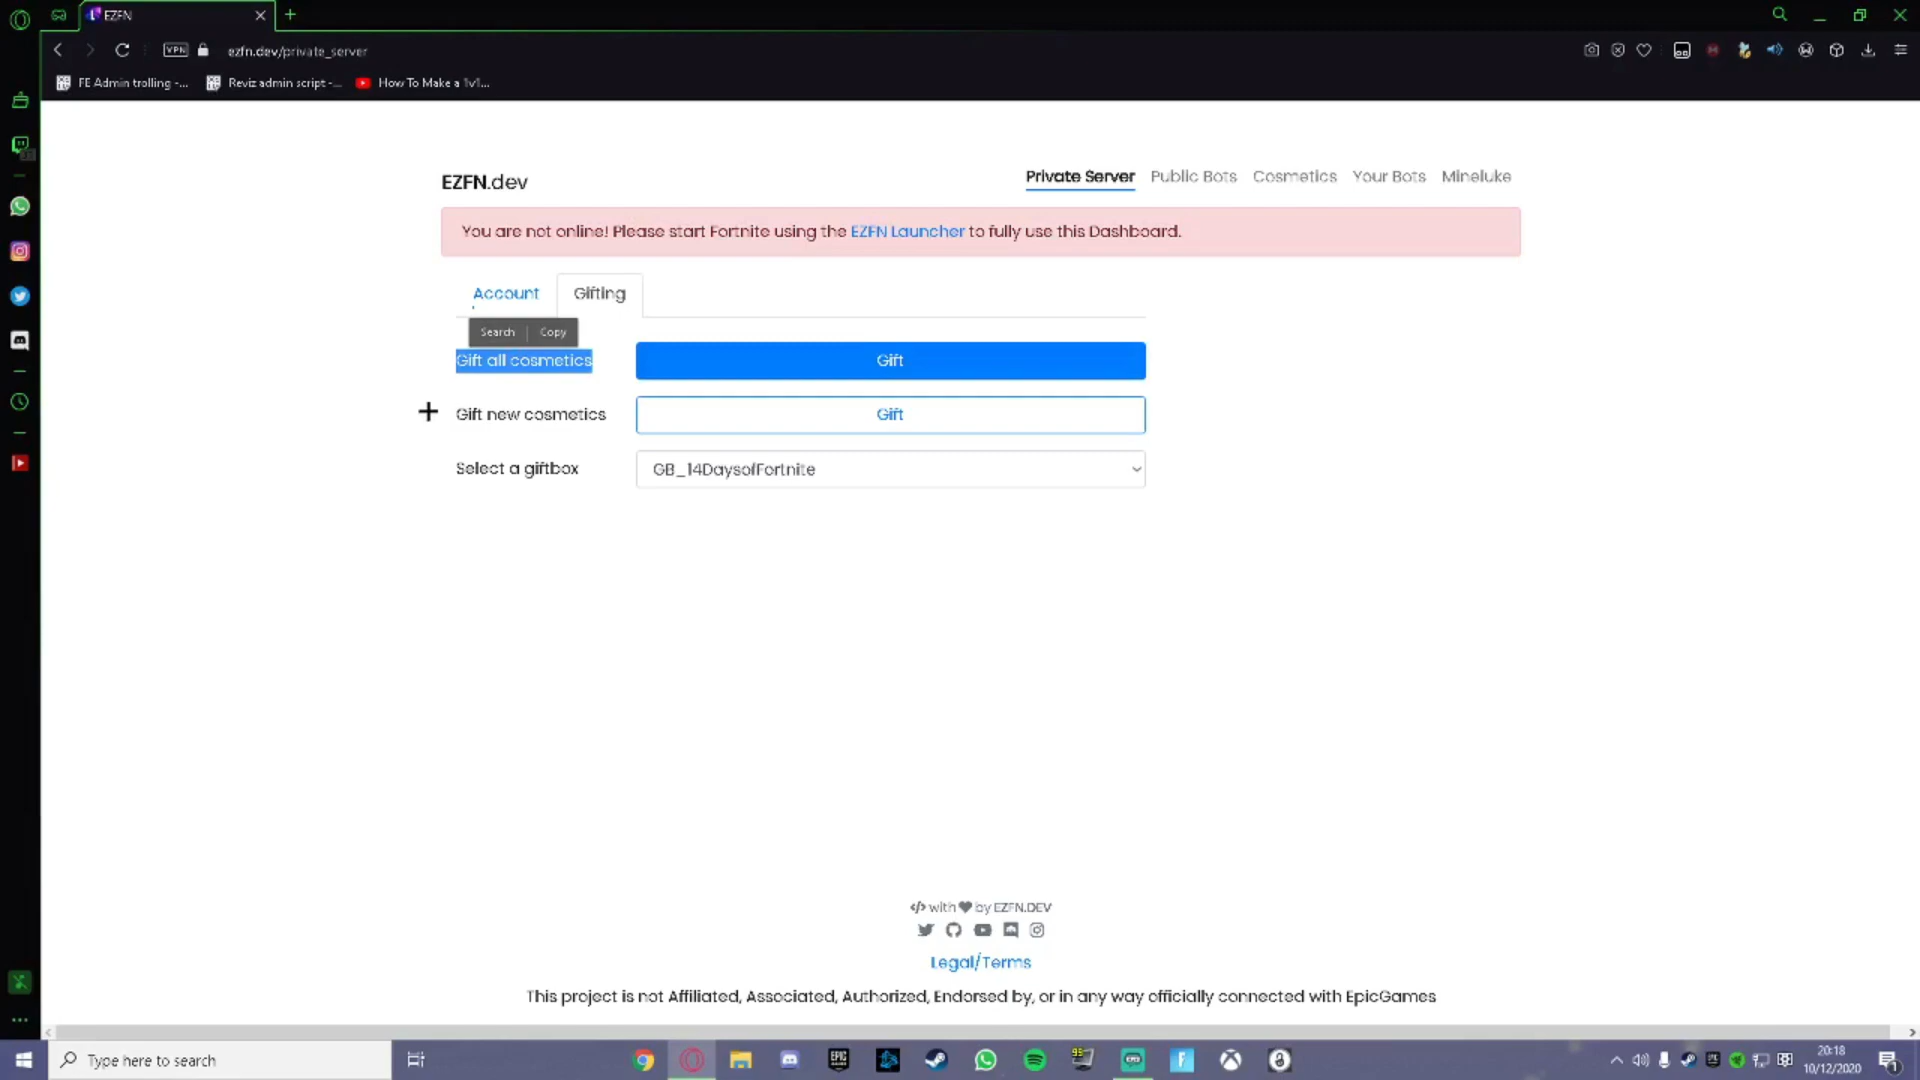 EZFN
VPN
ezfn.dev/private_server
FE Admin trolling -...
Reviz admin script -...
How To Make a 1v1...
EZFN.dev
Private Server
Public Bots
Cosmetics
Your Bots
Mineluke
You are not online! Please start Fortnite using the EZFN Launcher to fully use this Dashboard.
Account
Gifting
Search
Copy
Gift all cosmetics
Gift
Gift new cosmetics
Gift
Select a giftbox
GB_14DaysofFortnite
</> with ❤ by EZFN.DEV
Legal/Terms
This project is not Affiliated, Associated, Authorized, Endorsed by, or in any way officially connected with EpicGames
Type here to search
EPIC
95
20:18
10/12/2020
1